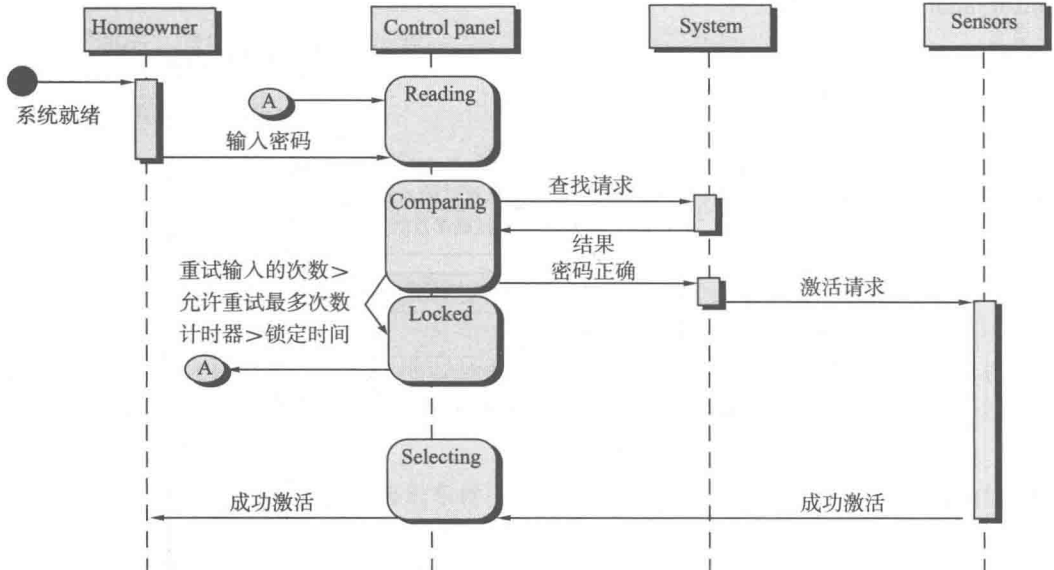 Homeowner
Control panel
System
Sensors
系统就绪
A
Reading
输入密码
Comparing
查找请求
结果
密码正确
重试输入的次数>
允许重试最多次数
激活请求
Locked
计时器>锁定时间
A
Selecting
成功激活
成功激活